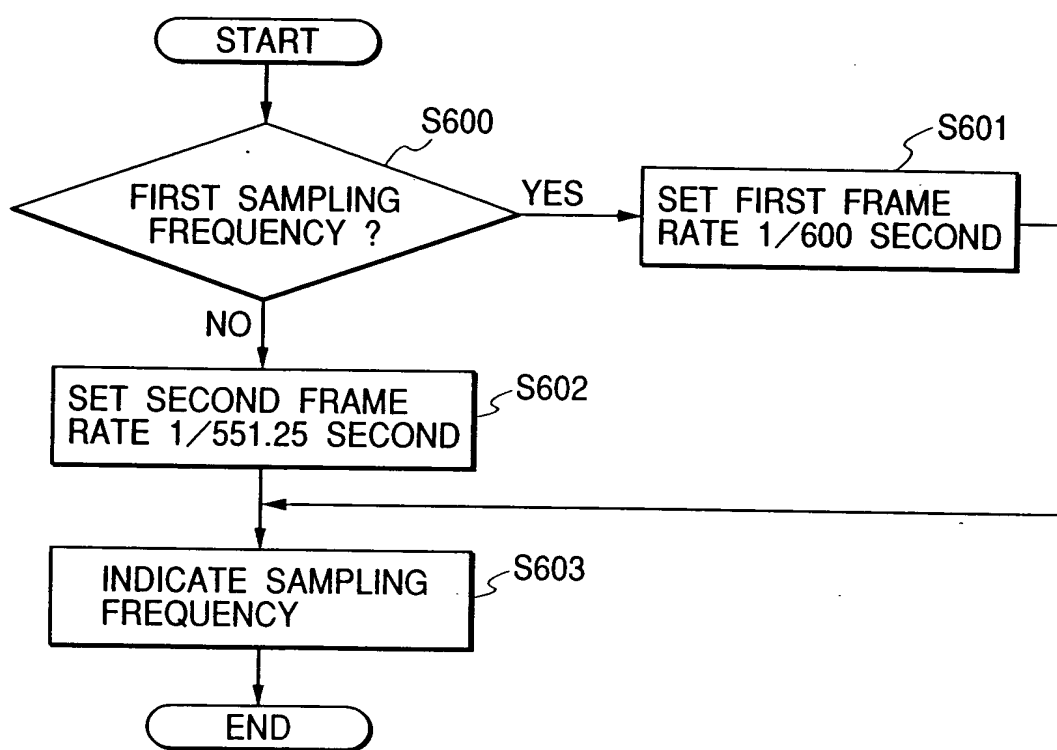 START
S600
FIRST SAMPLING
FREQUENCY ?
YES
S601
SET FIRST FRAME
RATE 1/600 SECOND
NO
S602
SET SECOND FRAME
RATE 1/551.25 SECOND
S603
INDICATE SAMPLING
FREQUENCY
END